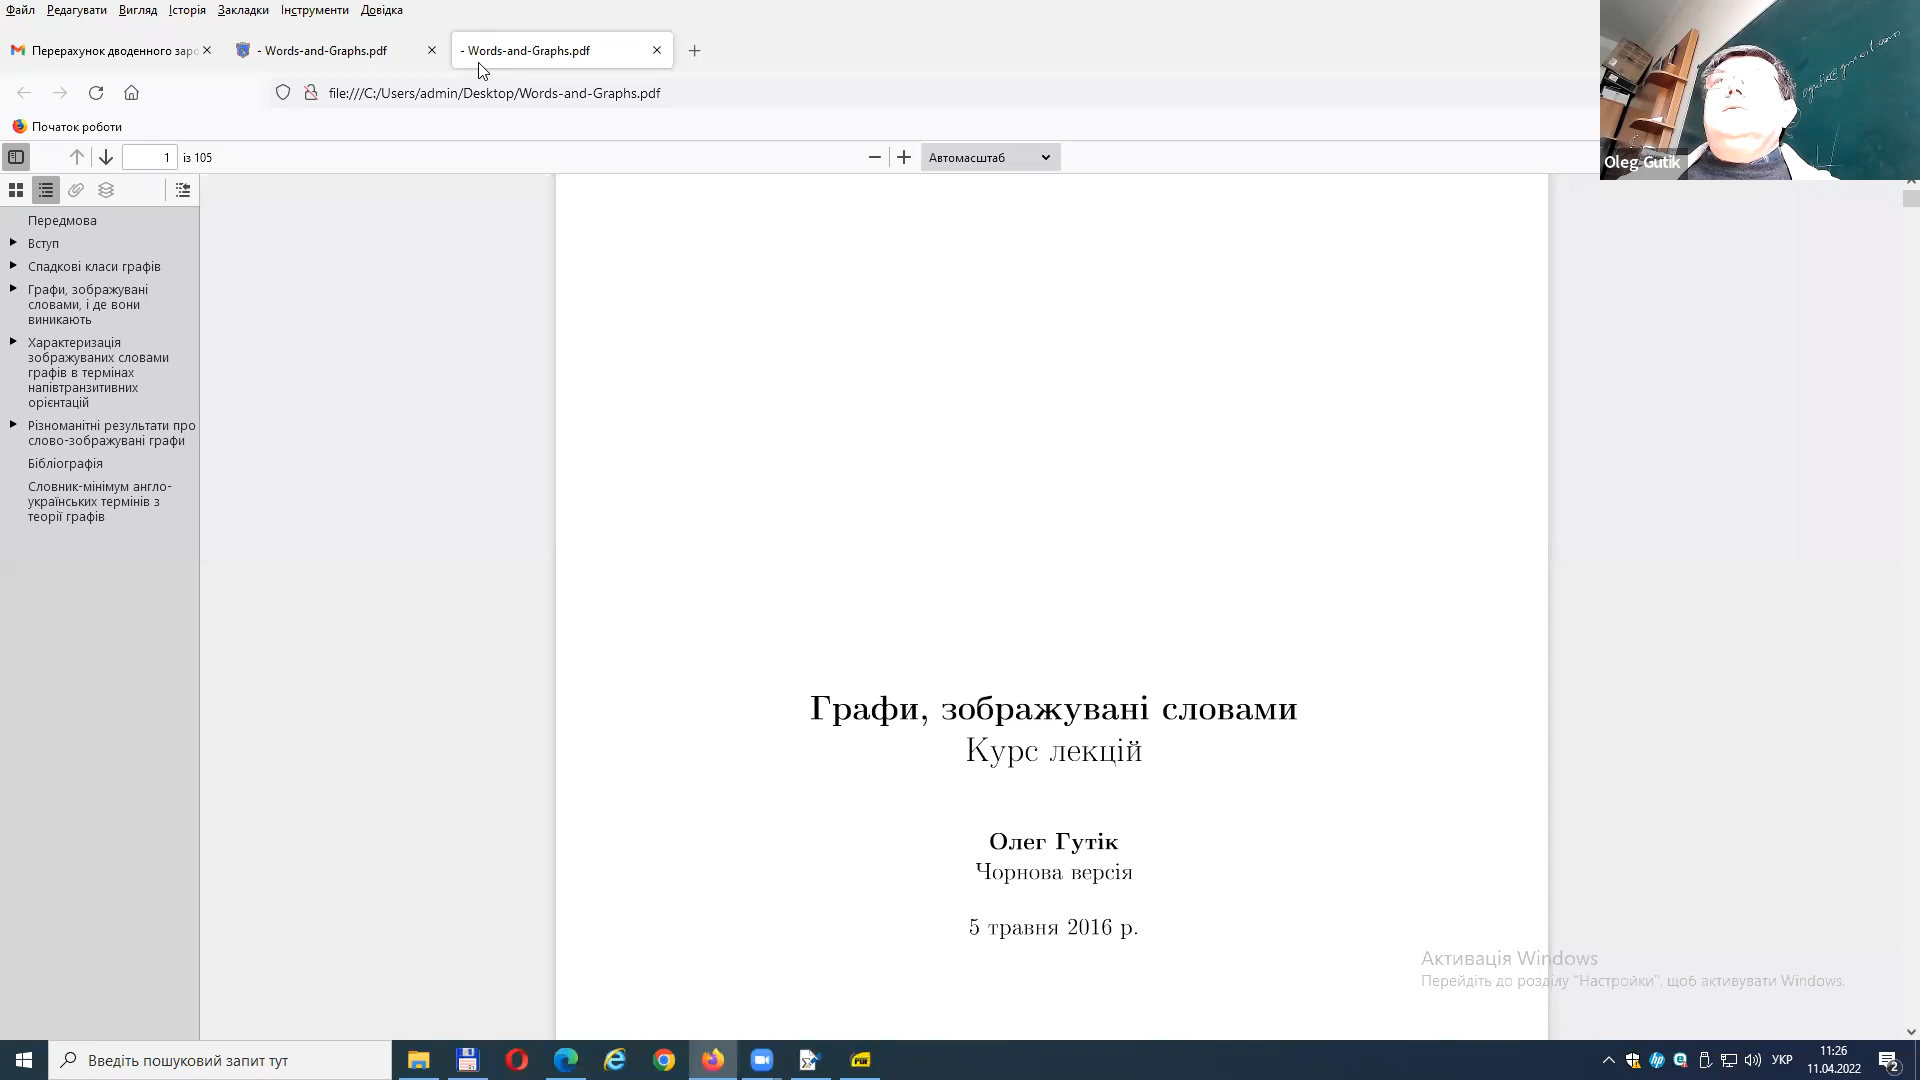 Файл Редагувати Вигляд Історія Закладки Інструменти Довідка
Перерахунок дводенного заро
- Words-and-Graphs.pdf
- Words-and-Graphs.pdf
file:///C:/Users/admin/Desktop/Words-and-Graphs.pdf
Початок роботи
1 із 105
Автомасштаб
Oleg Gutik
Передмова
Вступ
Спадкові класи графів
Графи, зображувані
словами, і де вони
виникають
Характеризація
зображуваних словами
графів в термінах
напівтранзитивних
орієнтацій
Різноманітні результати про
слово-зображувані графи
Бібліографія
Словник-мінімум англо-
українських термінів з
теорії графів
Графи, зображувані словами
Курс лекцій
Олег Гутік
Чорнова версія
5 травня 2016 р.
Активація Windows
Перейдіть до розділу "Настройки", щоб активувати Windows.
Введіть пошуковий запит тут
PDF
УКР
11:26
11.04.2022
2